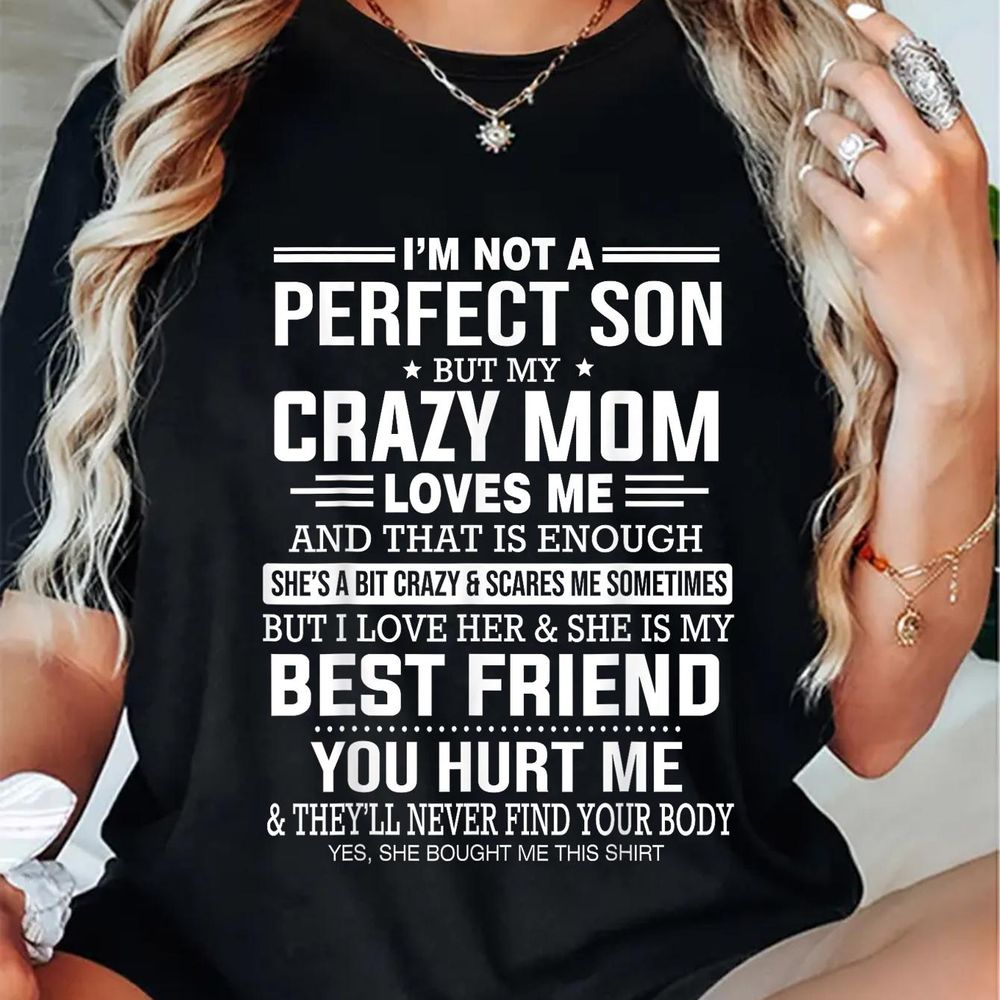 I'M NOT A
PERFECT SON
BUT MY
CRAZY MOM
LOVES ME
AND THAT IS ENOUGH
SHE'S A BIT CRAZY & SCARES ME SOMETIMES
BUT I LOVE HER & SHE IS MY
BEST FRIEND
YOU HURT ME
& THEY'LL NEVER FIND YOUR BODY
YES, SHE BOUGHT ME THIS SHIRT